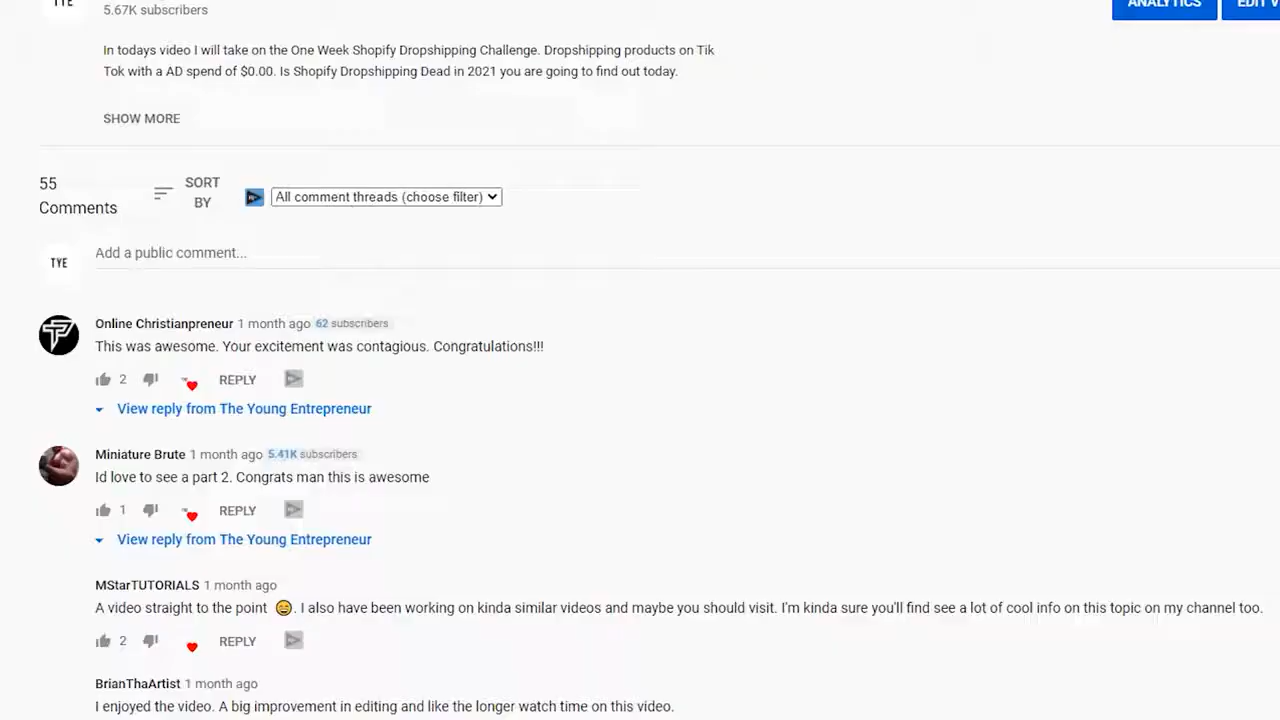 TYE
5.67K subscribers
ANALYTICS
EDIT V
In todays video I will take on the One Week Shopify Dropshipping Challenge. Dropshipping products on Tik
Tok with a AD spend of $0.00. Is Shopify Dropshipping Dead in 2021 you are going to find out today.
SHOW MORE
55
Comments
SORT
BY
All comment threads (choose filter)
TYE
Add a public comment...
Online Christianpreneur 1 month ago 62 subscribers
This was awesome. Your excitement was contagious. Congratulations!!!
2 REPLY
View reply from The Young Entrepreneur
Miniature Brute 1 month ago 5.41K subscribers
Id love to see a part 2. Congrats man this is awesome
1 REPLY
View reply from The Young Entrepreneur
MStarTUTORIALS 1 month ago
A video straight to the point 😄. I also have been working on kinda similar videos and maybe you should visit. I'm kinda sure you'll find see a lot of cool info on this topic on my channel too.
2 REPLY
BrianThaArtist 1 month ago
I enjoyed the video. A big improvement in editing and like the longer watch time on this video.